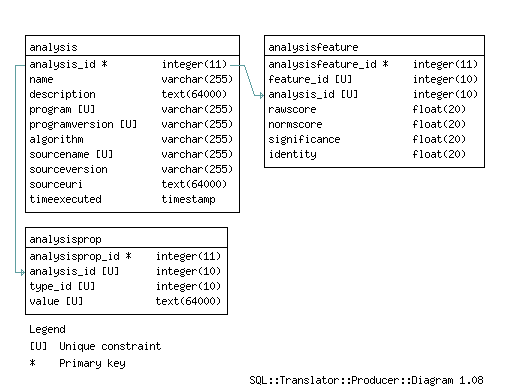 analysis
analysis_id * integer(11)
name varchar(255)
description text(64000)
program [U] varchar(255)
programversion [U] varchar(255)
algorithm varchar(255)
sourcename [U] varchar(255)
sourceversion varchar(255)
sourceuri text(64000)
timeexecuted timestamp
analysisfeature
analysisfeature_id * integer(11)
feature_id [U] integer(10)
analysis_id [U] integer(10)
rawscore float(20)
normscore float(20)
significance float(20)
identity float(20)
analysisprop
analysisprop_id * integer(11)
analysis_id [U] integer(10)
type_id [U] integer(10)
value [U] text(64000)
Legend
[U] Unique constraint
* Primary key
SQL::Translator::Producer::Diagram 1.08